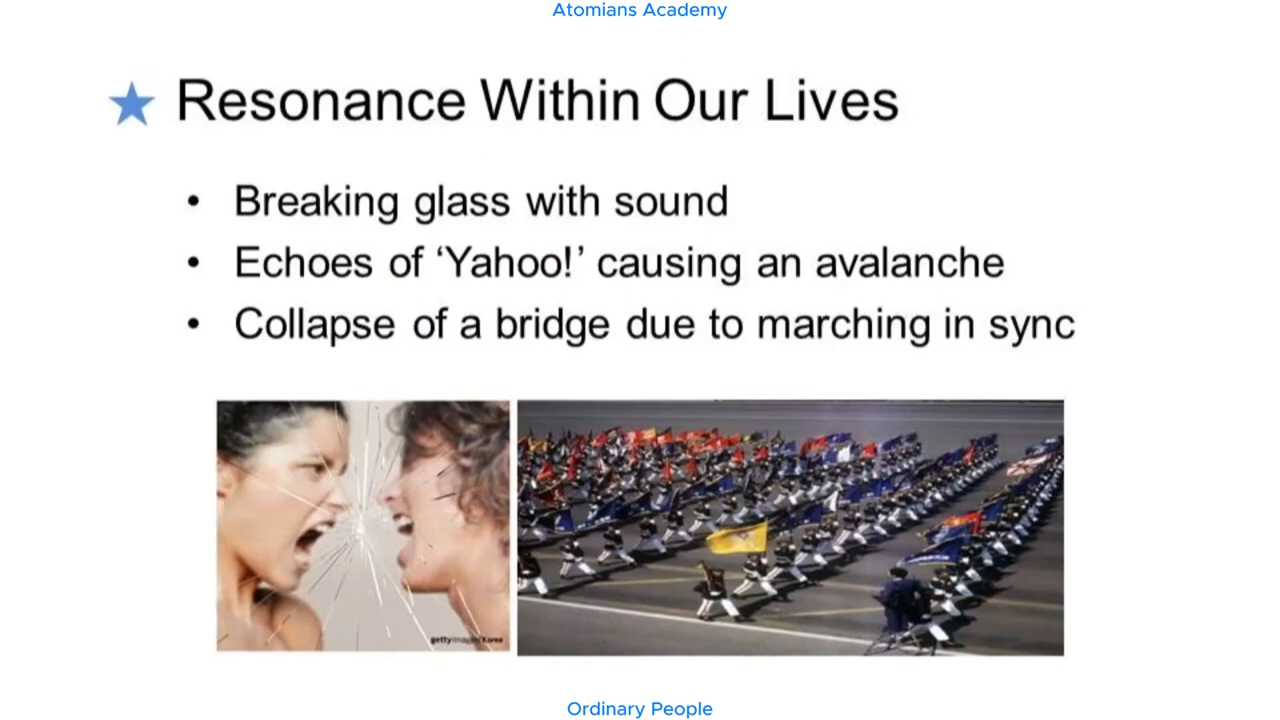 Atomians Academy
Resonance Within Our Lives
• Breaking glass with sound
• Echoes of ‘Yahoo!’ causing an avalanche
• Collapse of a bridge due to marching in sync
gettyimagesKorea
Ordinary People